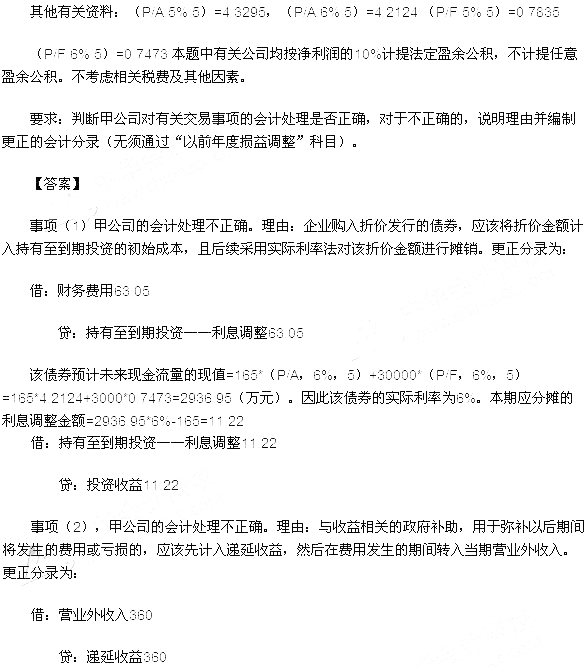 其他有关资料：（P/A 5% 5）=4 3295，（P/A 6% 5）=4 2124（P/F 5% 5）=0 7835
（P/F 6% 5）=0 7473 本题中有关公司均按净利润的10%计提法定盈余公积，不计提任意
盈余公积。不考虑相关税费及其他因素。
要求：判断甲公司对有关交易事项的会计处理是否正确，对于不正确的，说明理由并编制
更正的会计分录（无须通过“以前年度损益调整”科目）。
【答案】
事项（1）甲公司的会计处理不正确。理由：企业购入折价发行的债券，应该将折价金额计
入持有至到期投资的初始成本，且后续采用实际利率法对该折价金额进行摊销。更正分录为：
借：财务费用63 05
贷：持有至到期投资——利息调整63 05
该债券预计未来现金流量的现值=165*（P/A，6%，5）+30000*（P/F，6%，5）
=165*4 2124+3000*0 7473=2936 95（万元）。因此该债券的实际利率为6%。本期应分摊的
利息调整金额=2936 95*6%-165=11 22
借：持有至到期投资——利息调整11 22
贷：投资收益11 22
事项（2），甲公司的会计处理不正确。理由：与收益相关的政府补助，用于弥补以后期间
将发生的费用或亏损的，应该先计入递延收益，然后在费用发生的期间转入当期营业外收入。
更正分录为：
借：营业外收入360
贷：递延收益360